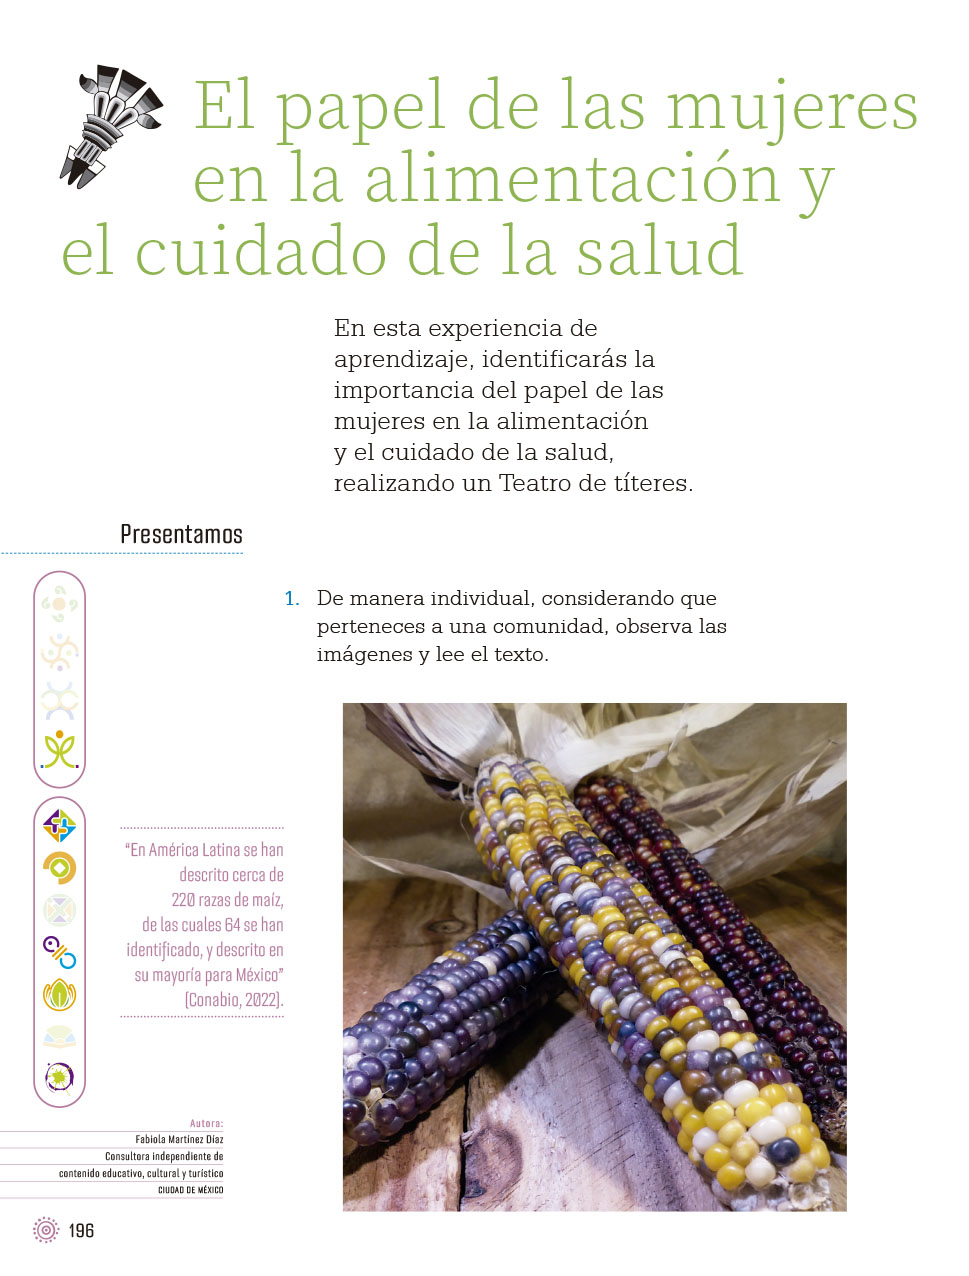 El papel de las mujeres
en la alimentación y
el cuidado de la salud
En esta experiencia de
aprendizaje, identificarás la
importancia del papel de las
mujeres en la alimentación
y el cuidado de la salud,
realizando un Teatro de títeres.
Presentamos
1. De manera individual, considerando que
perteneces a una comunidad, observa las
imágenes y lee el texto.
“En América Latina se han
descrito cerca de
220 razas de maíz,
de las cuales 64 se han
identificado, y descrito en
su mayoría para México”
(Conabio, 2022).
Autora:
Fabiola Martínez Díaz
Consultora independiente de
contenido educativo, cultural y turístico
CIUDAD DE MÉXICO
196